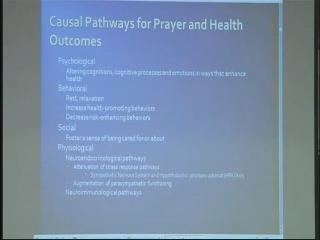 Causal Pathways for Prayer and Health
Outcomes
Psychological
Altering cognitions, cognitive processes and emotions in ways that enhance
health
Behavioral
Rest, relaxation
Increase health-promoting behaviors
Decrease risk-enhancing behaviors
Social
Foster a sense of being cared for or about
Physiological
Neuroendocrinological pathways
Attenuation of stress response pathways
Sympathetic Nervous System and Hypothalamic pituitary adrenal (HPA) Axis
Augmentation of parasympathetic functioning
Neuroimmunological pathways